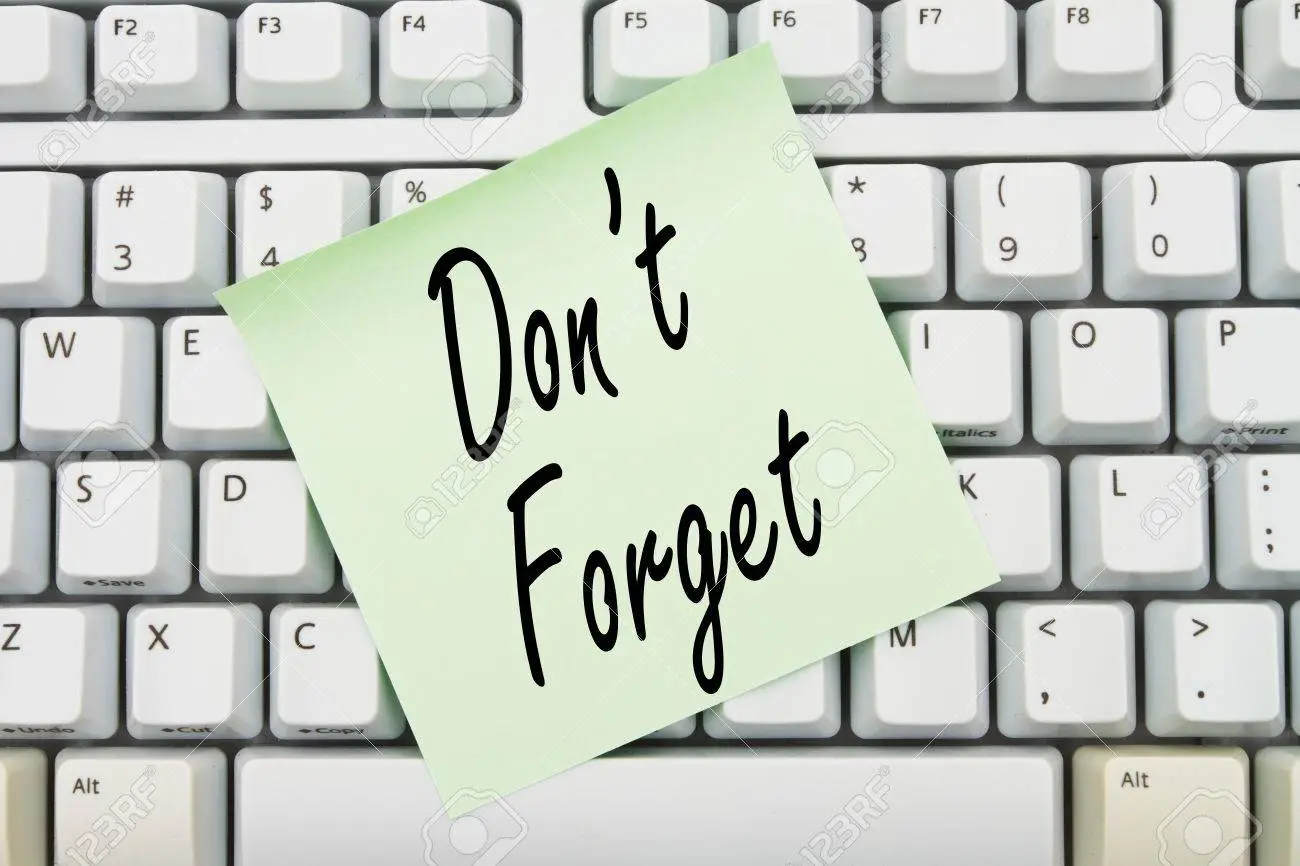 F2 F3 F4 F5 F6 F7 F8
# $ % * ( )
3 4 8 9 0
Don't
Forget
W E I O P
Italics Print
S D K L :
;
Save
Z X C M < >
, .
Undo Cut Copy
Alt Alt
123RF